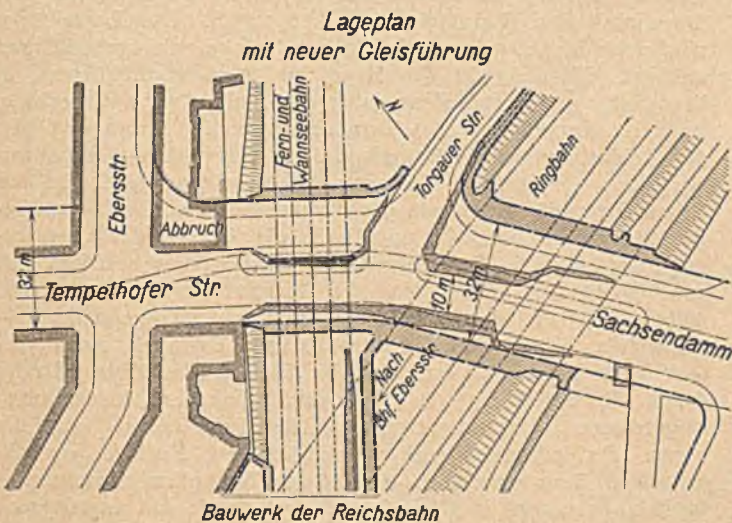 Lageplan
mit neuer Gleisführung
N
Fern- und
Wannseebahn
Torgauer Str.
Ringbahn
Ebersstr.
Abbruch
32 m
Tempelhofer Str.
10 m
32 m
Sachsendamm
Nach
Bhf. Ebersstr.
Bauwerk der Reichsbahn